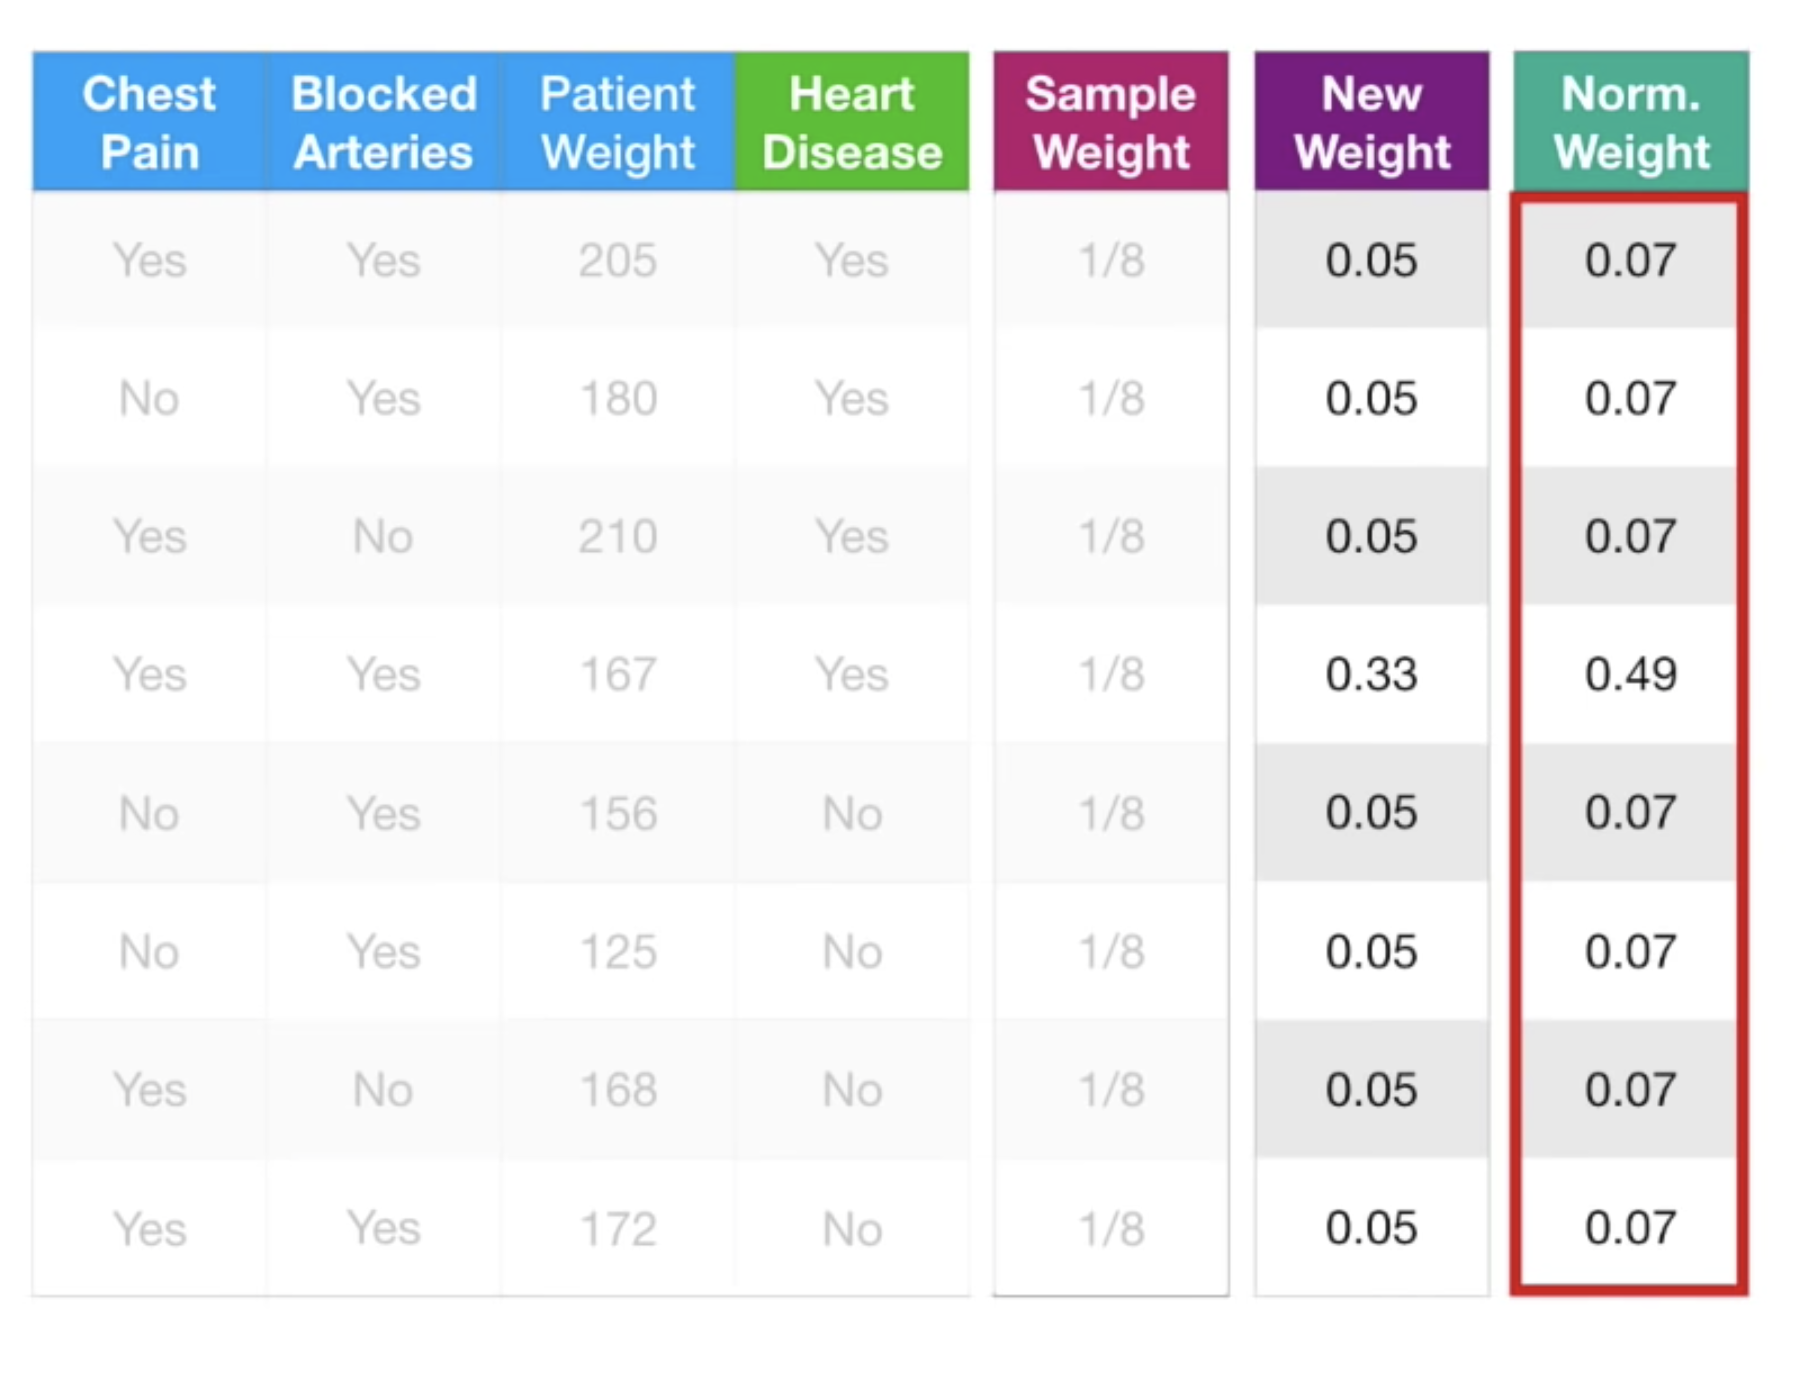 Chest Pain | Blocked Arteries | Patient Weight | Heart Disease | Sample Weight | New Weight | Norm. Weight
Yes | Yes | 205 | Yes | 1/8 | 0.05 | 0.07
No | Yes | 180 | Yes | 1/8 | 0.05 | 0.07
Yes | No | 210 | Yes | 1/8 | 0.05 | 0.07
Yes | Yes | 167 | Yes | 1/8 | 0.33 | 0.49
No | Yes | 156 | No | 1/8 | 0.05 | 0.07
No | Yes | 125 | No | 1/8 | 0.05 | 0.07
Yes | No | 168 | No | 1/8 | 0.05 | 0.07
Yes | Yes | 172 | No | 1/8 | 0.05 | 0.07